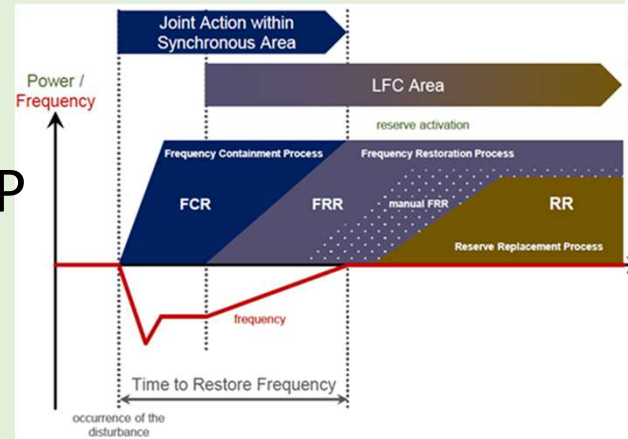 Joint Action within
Synchronous Area
LFC Area
Power /
Frequency
reserve activation
Frequency Containment Process
Frequency Restoration Process
P
FCR
FRR
manual FRR
RR
Reserve Replacement Process
frequency
Time to Restore Frequency
occurrence of the
disturbance